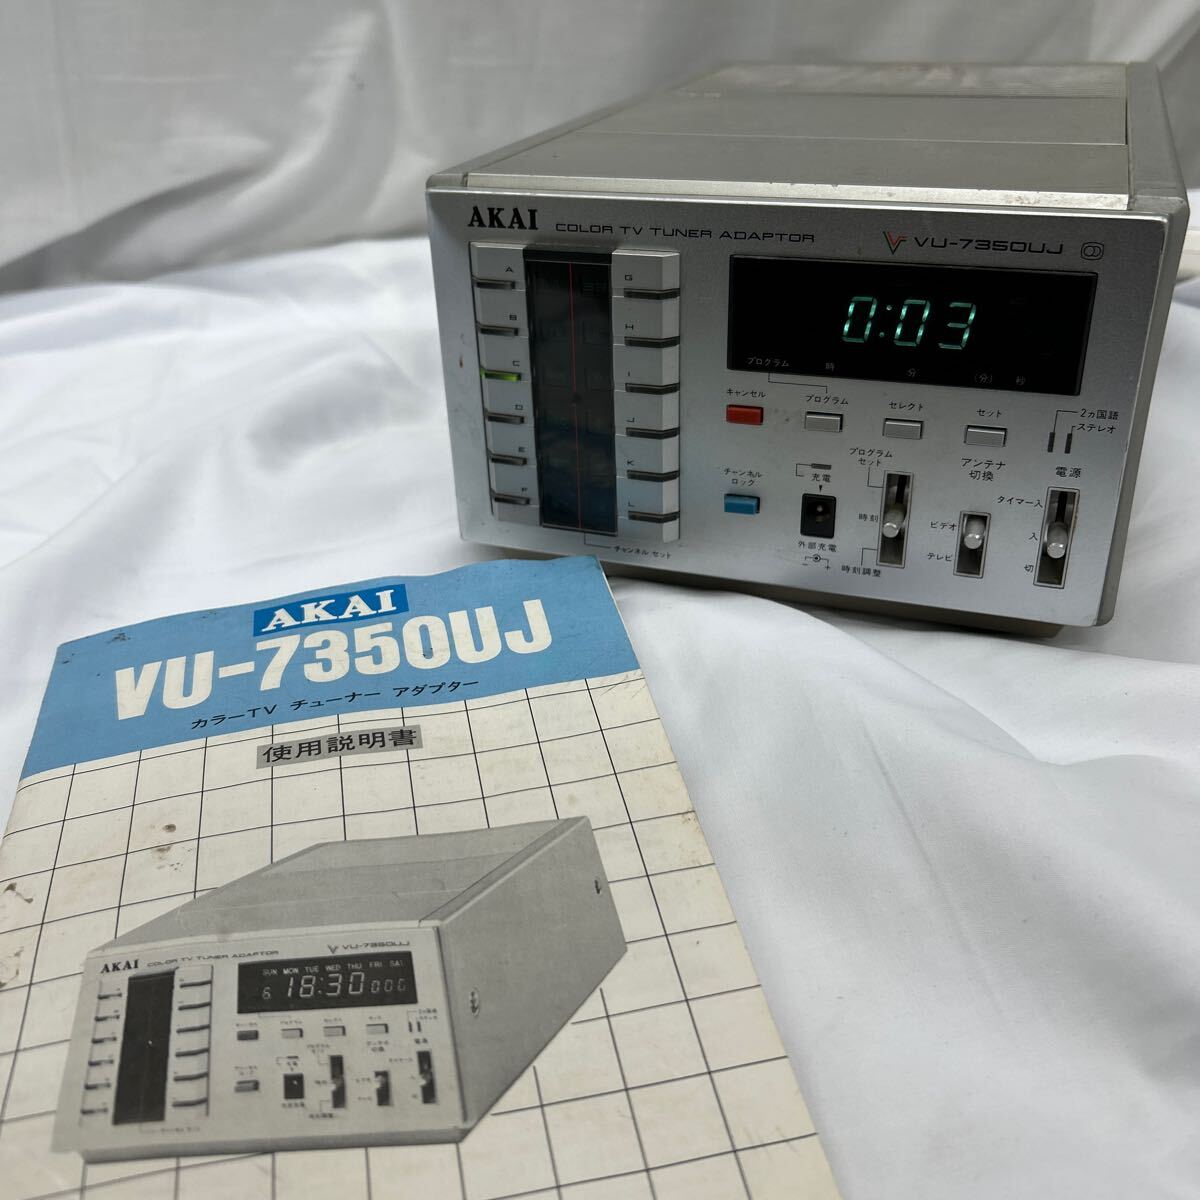 AKAI COLOR TV TUNER ADAPTOR VU-7350UJ
A
B
C
D
E
F
G
H
I
J
K
L
チャンネル セット
0:03
プログラム 時 分 (分) 秒
キャンセル プログラム セレクト セット
2ヵ国語
ステレオ
チャンネル
ロック
充電
外部充電
- +
プログラム
セット
時刻
時刻調整
アンテナ
切換
ビデオ
テレビ
電源
タイマー入
入
切
AKAI
VU-7350UJ
カラーTV チューナー アダプター
使用説明書
AKAI COLOR TV TUNER ADAPTOR VU-7350UJ
SUN MON TUE WED THU FRI SAT
6 18:30 000